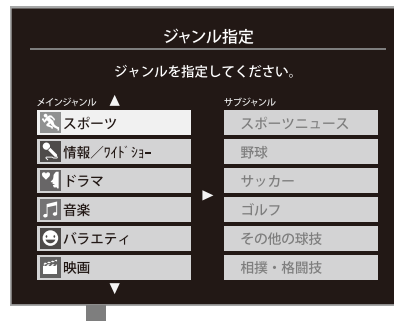 ジャンル指定
ジャンルを指定してください。
メインジャンル
スポーツ
情報／ﾜｲﾄﾞｼｮｰ
ドラマ
音楽
バラエティ
映画
サブジャンル
スポーツニュース
野球
サッカー
ゴルフ
その他の球技
相撲・格闘技